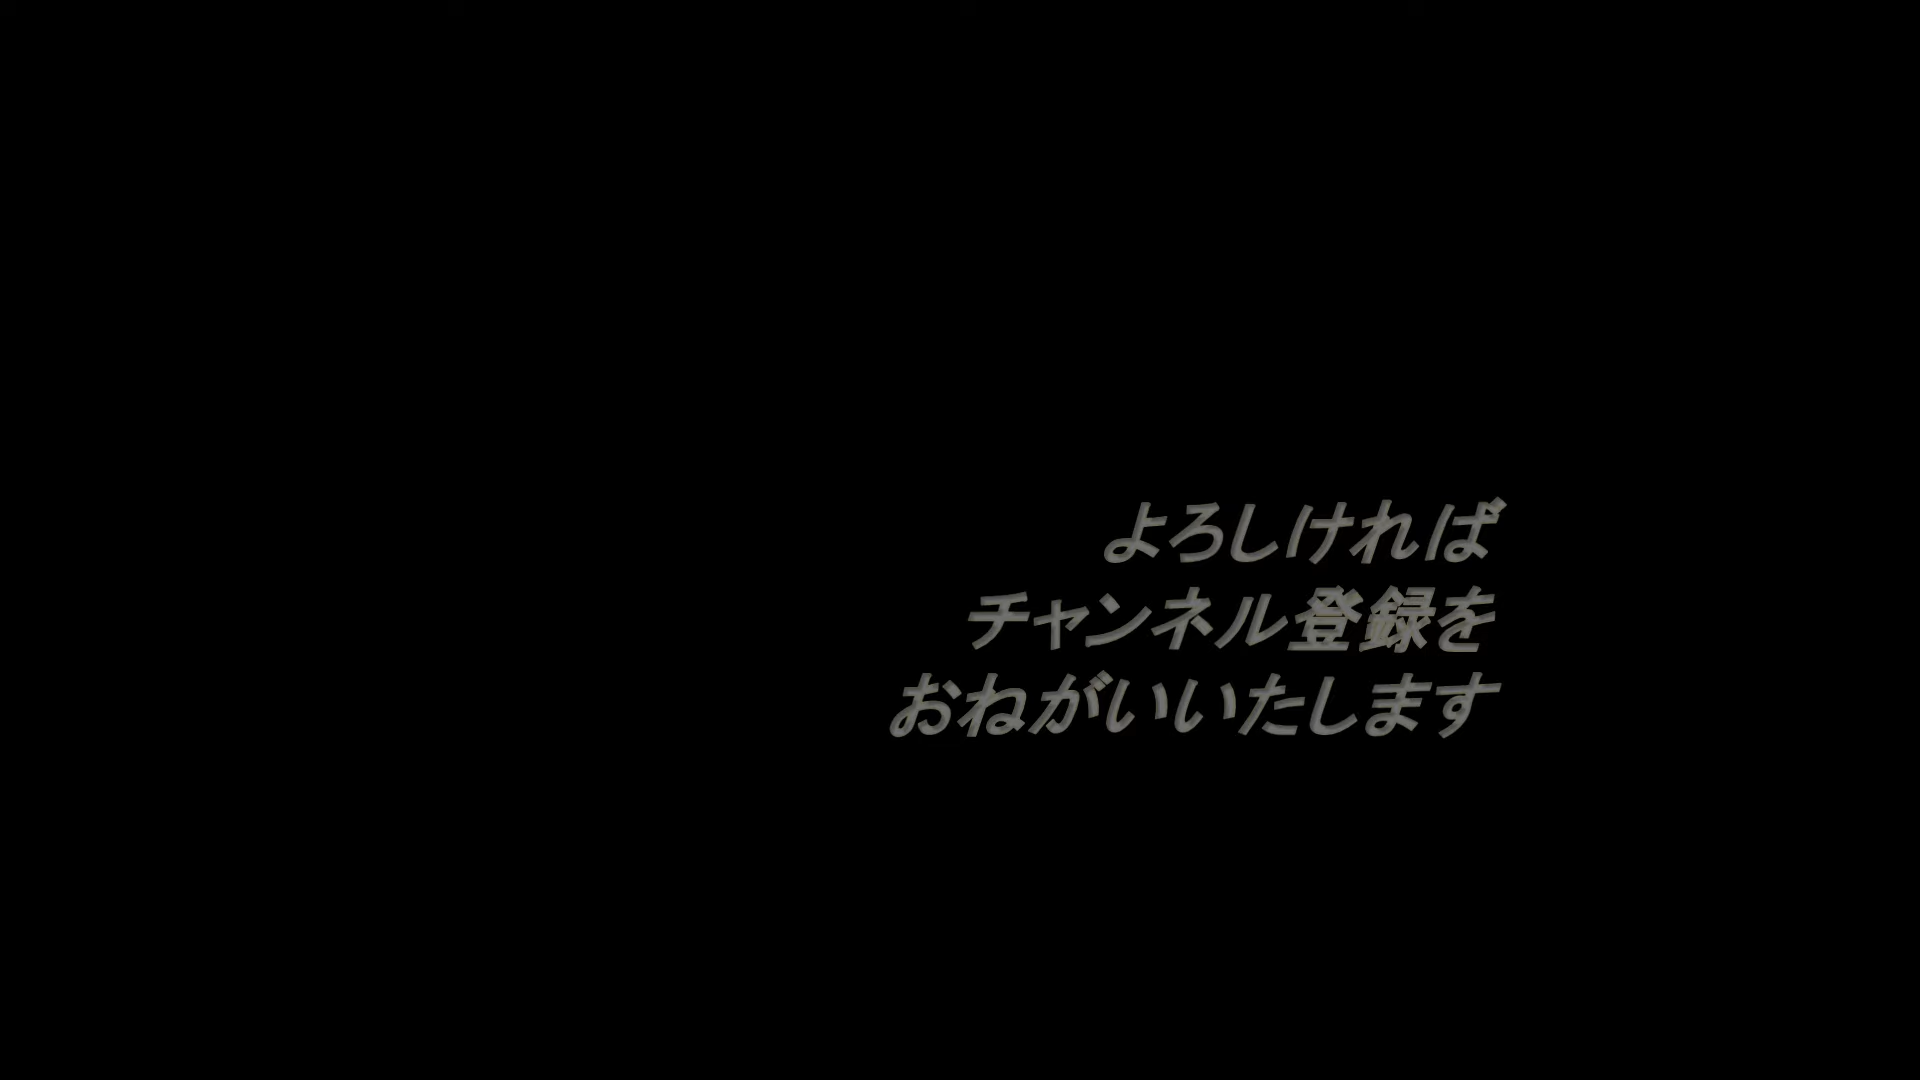 よろしければ
チャンネル登録を
おねがいいたします